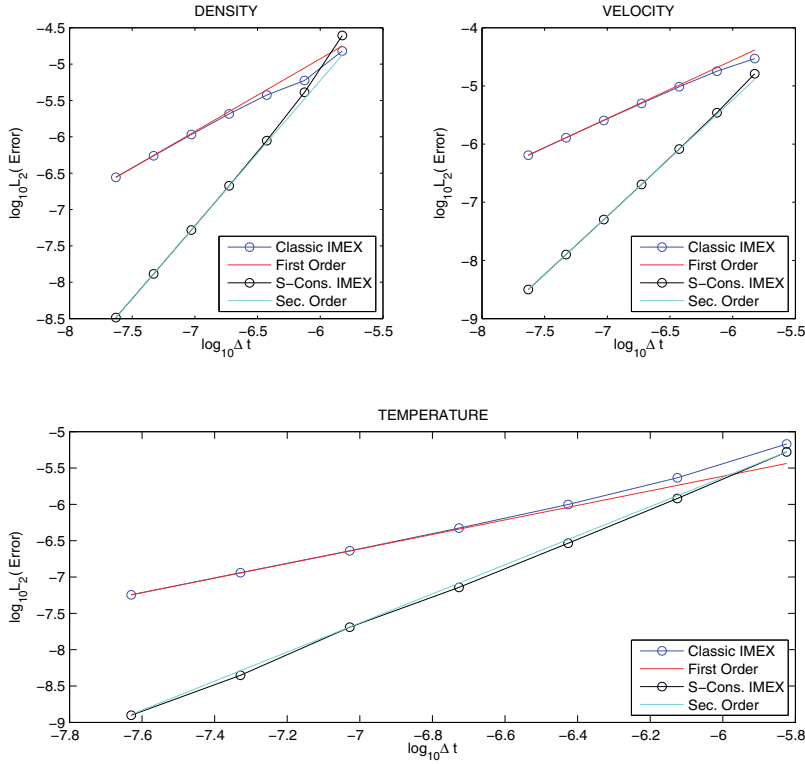 DENSITY
−4.5
−5
−5.5
−6
−6.5
−7
−7.5
−8
−8.5
log10L2( Error)
−8
−7.5
−7
−6.5
−6
−5.5
log10Δ t
Classic IMEX
First Order
S−Cons. IMEX
Sec. Order
VELOCITY
−4
−5
−6
−7
−8
−9
log10L2( Error)
−8
−7.5
−7
−6.5
−6
−5.5
log10Δ t
Classic IMEX
First Order
S−Cons. IMEX
Sec. Order
TEMPERATURE
−5
−5.5
−6
−6.5
−7
−7.5
−8
−8.5
−9
log10L2( Error)
−7.8
−7.6
−7.4
−7.2
−7
−6.8
−6.6
−6.4
−6.2
−6
−5.8
log10Δ t
Classic IMEX
First Order
S−Cons. IMEX
Sec. Order